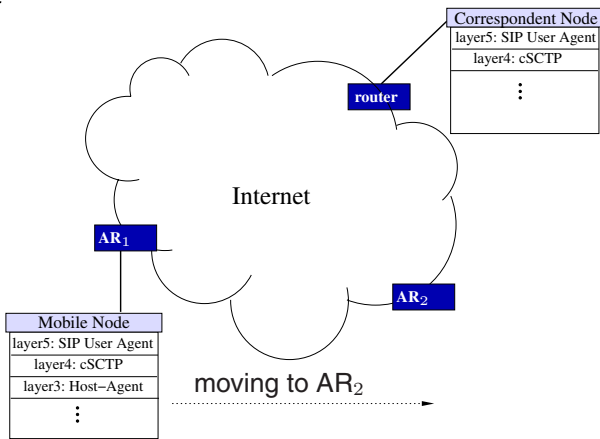 Correspondent Node
layer5: SIP User Agent
layer4: cSCTP
⋮
router
Internet
AR₁
AR₂
Mobile Node
layer5: SIP User Agent
layer4: cSCTP
layer3: Host−Agent
⋮
moving to AR₂